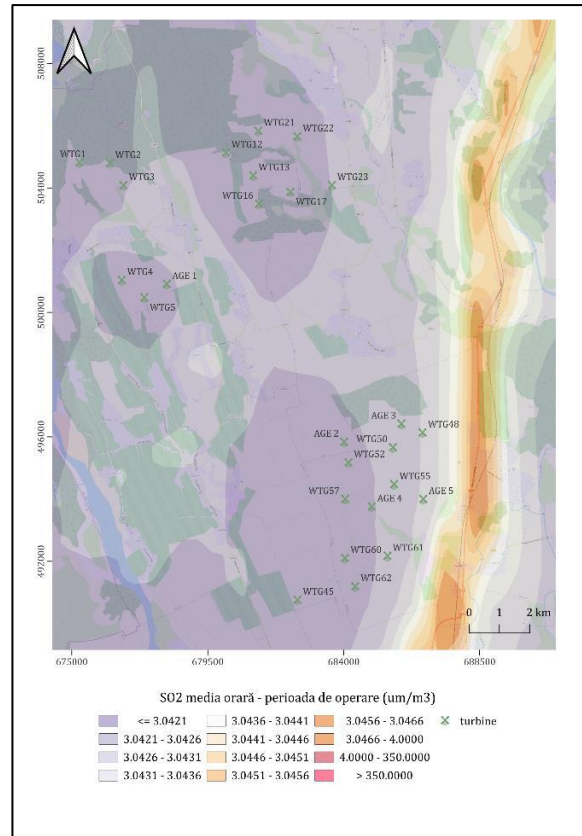 508000
504000
500000
496000
492000
WTG21
WTG22
WTG12
WTG1
WTG2
WTG13
WTG3
WTG23
WTG16
WTG17
WTG4
AGE 1
WTG5
AGE 3
WTG48
AGE 2
WTG50
WTG52
WTG55
WTG57
AGE 4
AGE 5
WTG60
WTG61
WTG62
WTG45
0 1 2 km
675000 679500 684000 688500
SO2 media orară - perioada de operare (um/m3)
<= 3.0421 3.0436 - 3.0441 3.0456 - 3.0466 turbine
3.0421 - 3.0426 3.0441 - 3.0446 3.0466 - 4.0000
3.0426 - 3.0431 3.0446 - 3.0451 4.0000 - 350.0000
3.0431 - 3.0436 3.0451 - 3.0456 > 350.0000